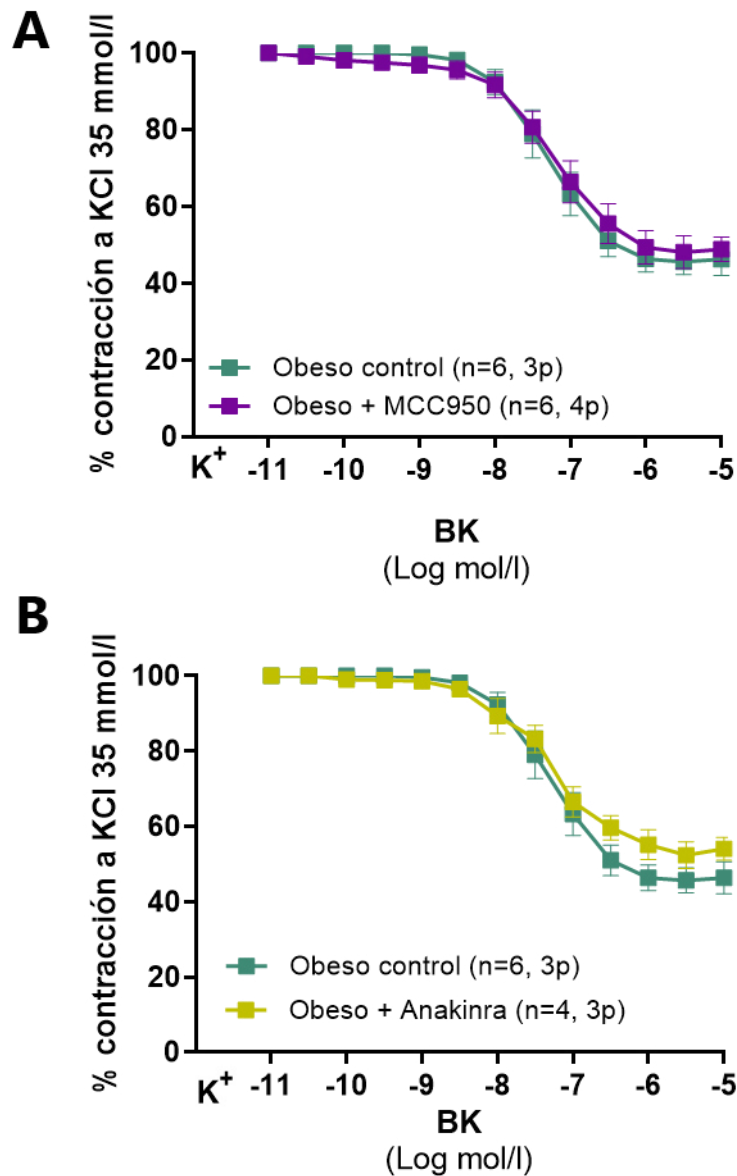 A
% contracción a KCl 35 mmol/l
100
80
60
40
20
0
Obeso control (n=6, 3p)
Obeso + MCC950 (n=6, 4p)
K+ -11 -10 -9 -8 -7 -6 -5
BK
(Log mol/l)
B
% contracción a KCl 35 mmol/l
100
80
60
40
20
0
Obeso control (n=6, 3p)
Obeso + Anakinra (n=4, 3p)
K+ -11 -10 -9 -8 -7 -6 -5
BK
(Log mol/l)